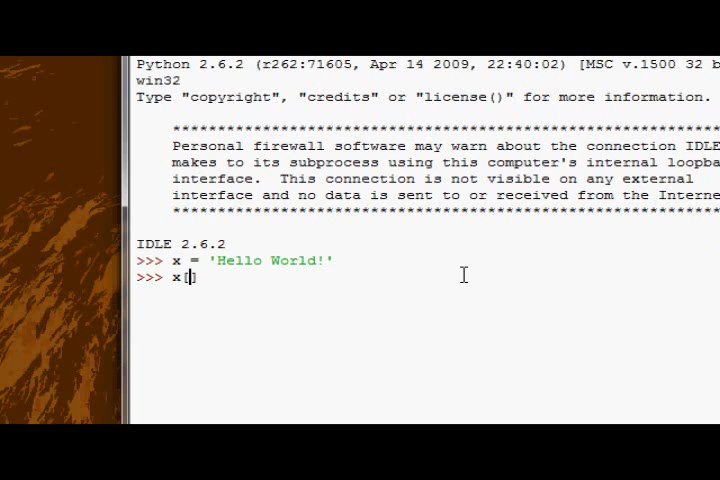 Python 2.6.2 (r262:71605, Apr 14 2009, 22:40:02) [MSC v.1500 32 b
win32
Type "copyright", "credits" or "license()" for more information.
****************************************************************
Personal firewall software may warn about the connection IDLE
makes to its subprocess using this computer's internal loopba
interface.  This connection is not visible on any external
interface and no data is sent to or received from the Interne
****************************************************************
IDLE 2.6.2
>>> x = 'Hello World!'
>>> x[]